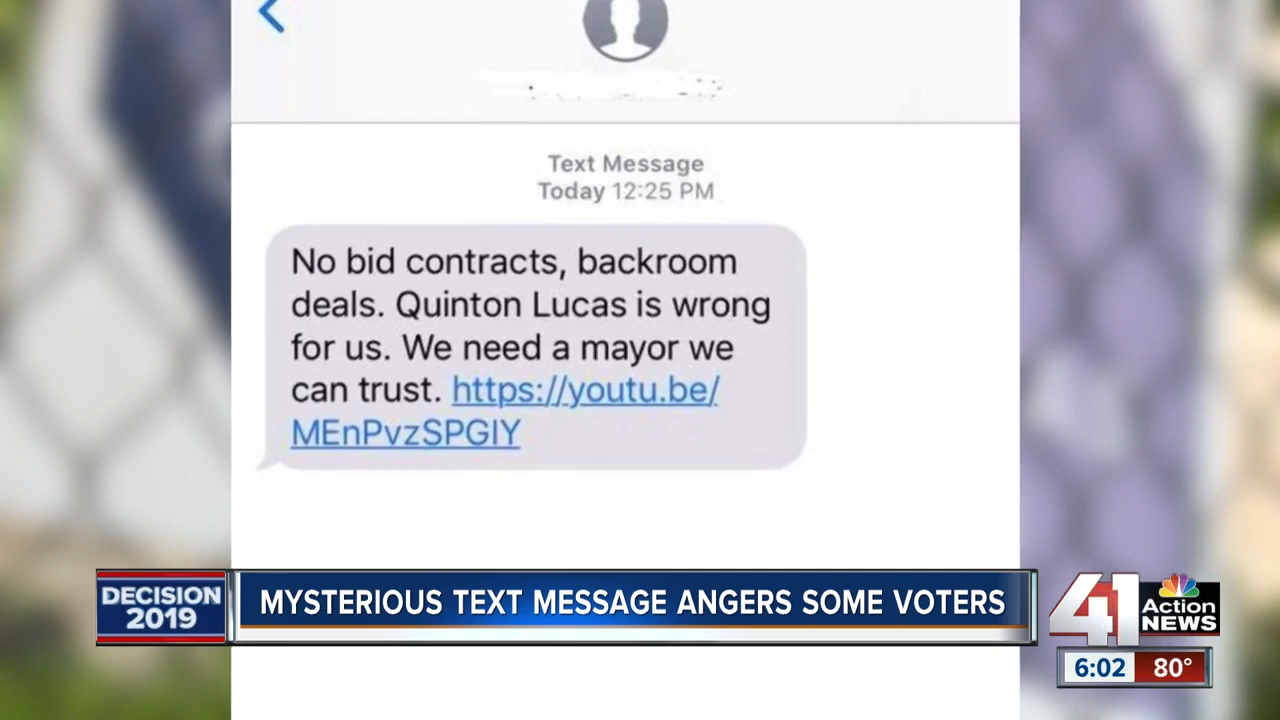 Text Message
Today 12:25 PM
No bid contracts, backroom
deals. Quinton Lucas is wrong
for us. We need a mayor we
can trust. https://youtu.be/
MEnPvzSPGIY
DECISION
2019
MYSTERIOUS TEXT MESSAGE ANGERS SOME VOTERS
41
Action
NEWS
6:02 80°